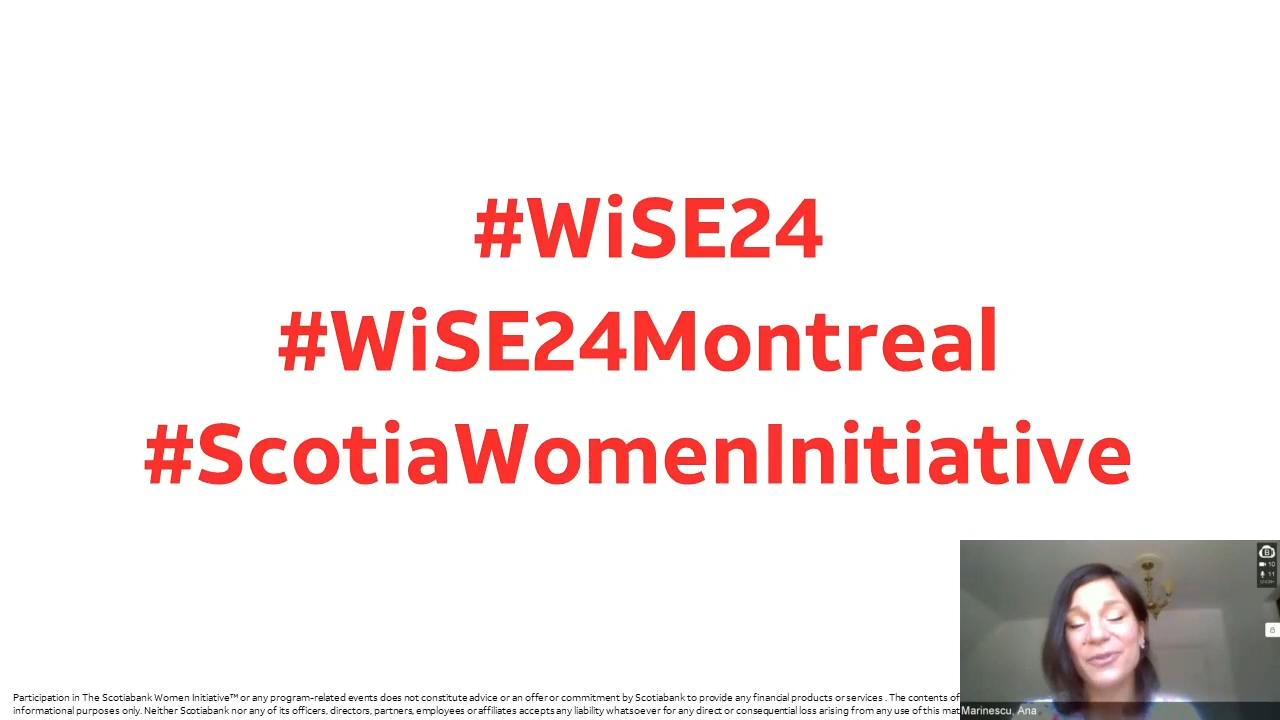 #WiSE24
#WiSE24Montreal
#ScotiaWomenInitiative
Participation in The Scotiabank Women Initiative™ or any program-related events does not constitute advice or an offer or commitment by Scotiabank to provide any financial products or services . The contents of
informational purposes only. Neither Scotiabank nor any of its officers, directors, partners, employees or affiliates accepts any liability whatsoever for any direct or consequential loss arising from any use of this
Marinescu, Ana
B
10
11